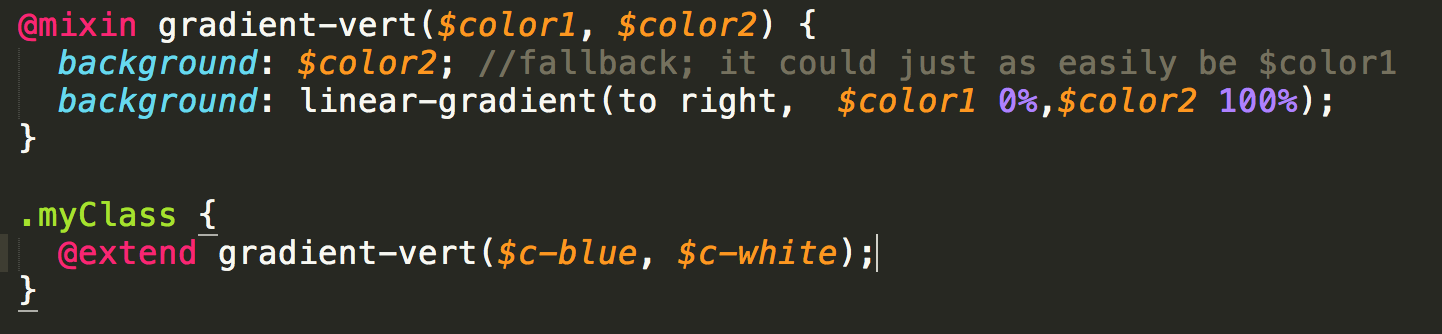 @mixin gradient-vert($color1, $color2) {
  background: $color2; //fallback; it could just as easily be $color1
  background: linear-gradient(to right,  $color1 0%,$color2 100%);
}

.myClass {
  @extend gradient-vert($c-blue, $c-white);
}